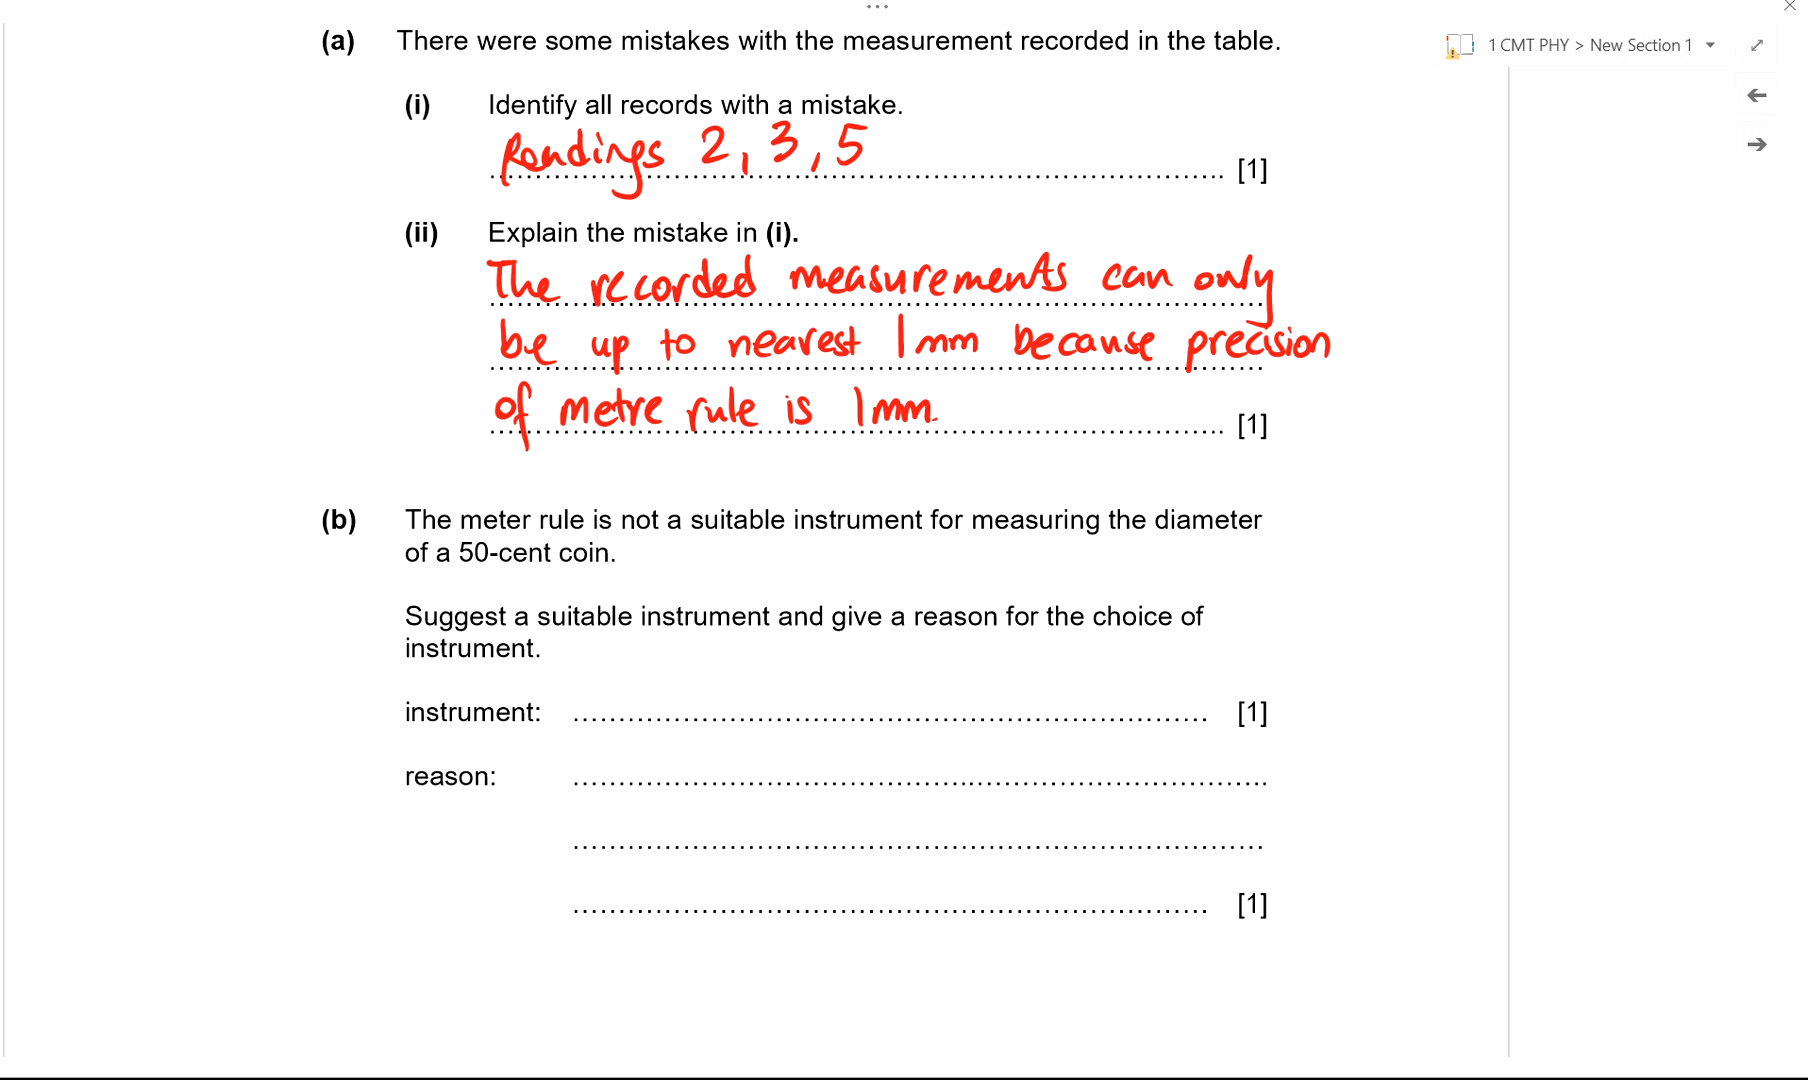 (a) There were some mistakes with the measurement recorded in the table.
1 CMT PHY > New Section 1
(i) Identify all records with a mistake.
Readings 2, 3, 5
[1]
(ii) Explain the mistake in (i).
The recorded measurements can only
be up to nearest 1mm because precision
of metre rule is 1mm.
[1]
(b) The meter rule is not a suitable instrument for measuring the diameter
of a 50-cent coin.
Suggest a suitable instrument and give a reason for the choice of
instrument.
instrument: [1]
reason:
[1]